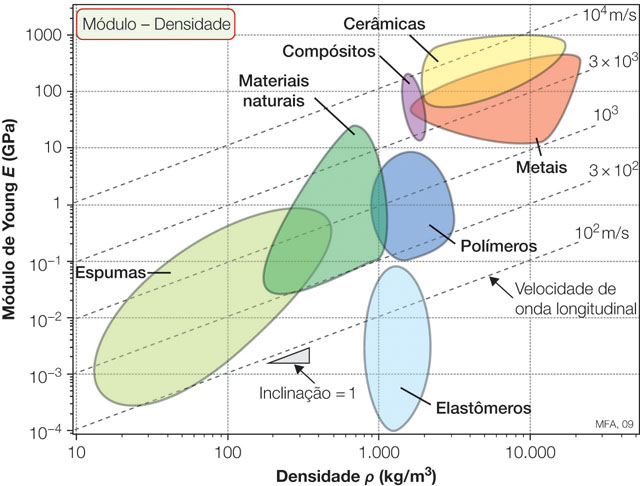 Módulo – Densidade
Cerâmicas
Compósitos
Materiais
naturais
10⁴ m/s
3 × 10³
10³
3 × 10²
10² m/s
Metais
Polímeros
Espumas
Velocidade de
onda longitudinal
Inclinação = 1
Elastômeros
MFA, 09
Módulo de Young E (GPa)
1000
100
10
1
10⁻¹
10⁻²
10⁻³
10⁻⁴
10
100
1.000
10.000
Densidade ρ (kg/m³)